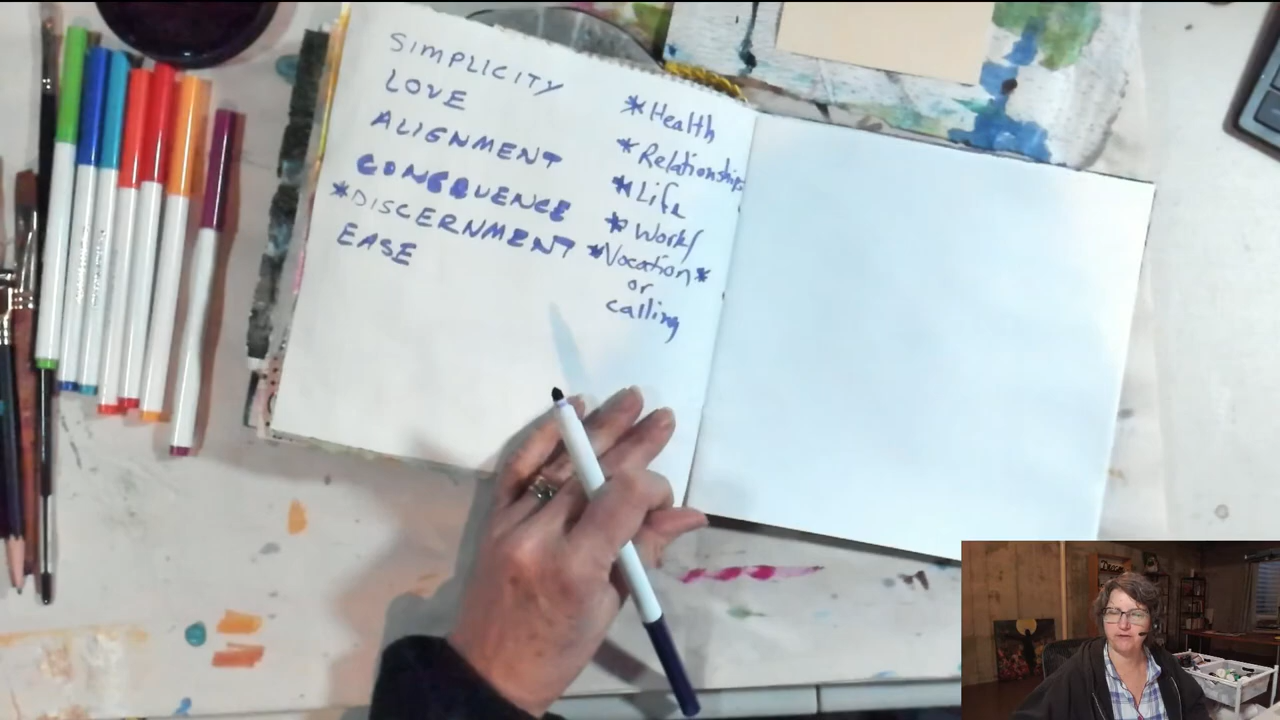 SIMPLICITY
LOVE
ALIGNMENT
CONGRUENCE
*DISCERNMENT
EASE
*Health
*Relationships
*Life
*Work/
*Vocation*
or
calling